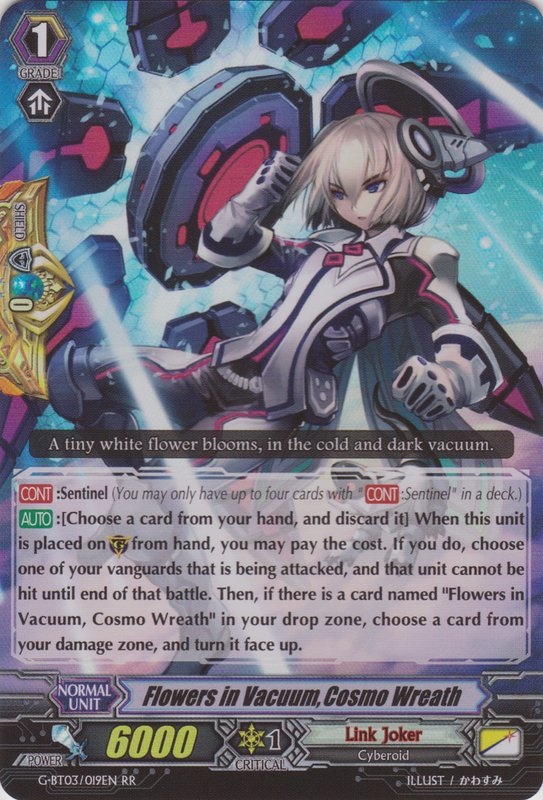 1
GRADE1
SHIELD
0
A tiny white flower blooms, in the cold and dark vacuum.
CONT :Sentinel (You may only have up to four cards with " CONT :Sentinel" in a deck.)
AUTO :[Choose a card from your hand, and discard it] When this unit
is placed on G from hand, you may pay the cost. If you do, choose
one of your vanguards that is being attacked, and that unit cannot be
hit until end of that battle. Then, if there is a card named "Flowers in
Vacuum, Cosmo Wreath" in your drop zone, choose a card from
your damage zone, and turn it face up.
NORMAL
UNIT
Flowers in Vacuum, Cosmo Wreath
POWER
6000
1
CRITICAL
Link Joker
Cyberoid
G-BT03/019EN RR
ILLUST / かわすみ